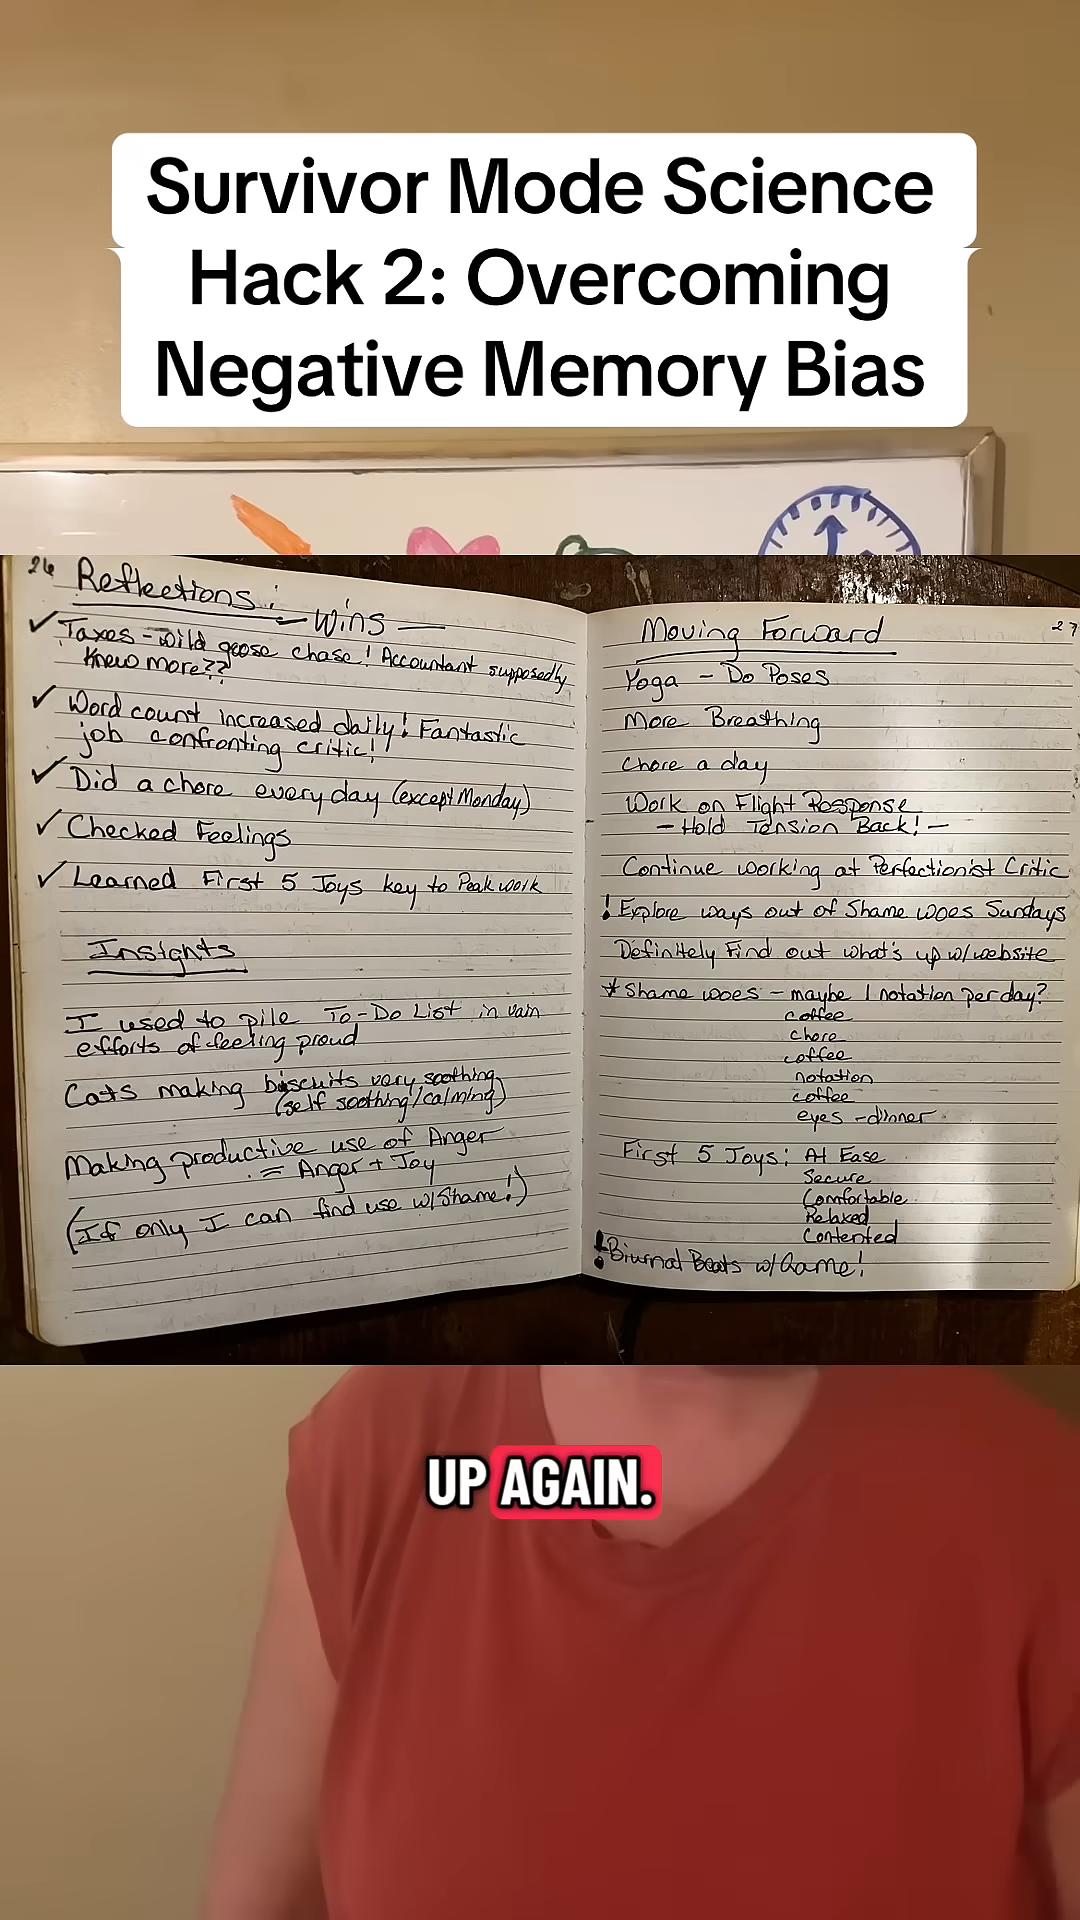 Survivor Mode Science
Hack 2: Overcoming
Negative Memory Bias
26
Reflections:
Wins
✓ Taxes - wild goose chase! Accountant supposedly
knew more??
✓ Word count increased daily! Fantastic
job confronting critic!
✓ Did a chore every day (except Monday)
✓ Checked Feelings
✓ Learned First 5 Joys key to Peak work
Insights
I used to pile To-Do List in vain
efforts of feeling proud
Cats making biscuits very soothing
(self soothing/calming)
Making productive use of Anger
= Anger + Joy
(If only I can find use w/Shame!)
27
Moving Forward
Yoga - Do Poses
More Breathing
Chore a day
Work on Flight Response
- Hold Tension Back! -
Continue working at Perfectionist Critic
! Explore ways out of Shame woes Sundays
Definitely Find out what's up w/website
* Shame woes - maybe 1 notation per day?
coffee
chore
coffee
notation
coffee
eyes - dinner
First 5 Joys: At Ease
Secure
Comfortable
Relaxed
Contented
! Biurnal Beats w/Game!
UP AGAIN.